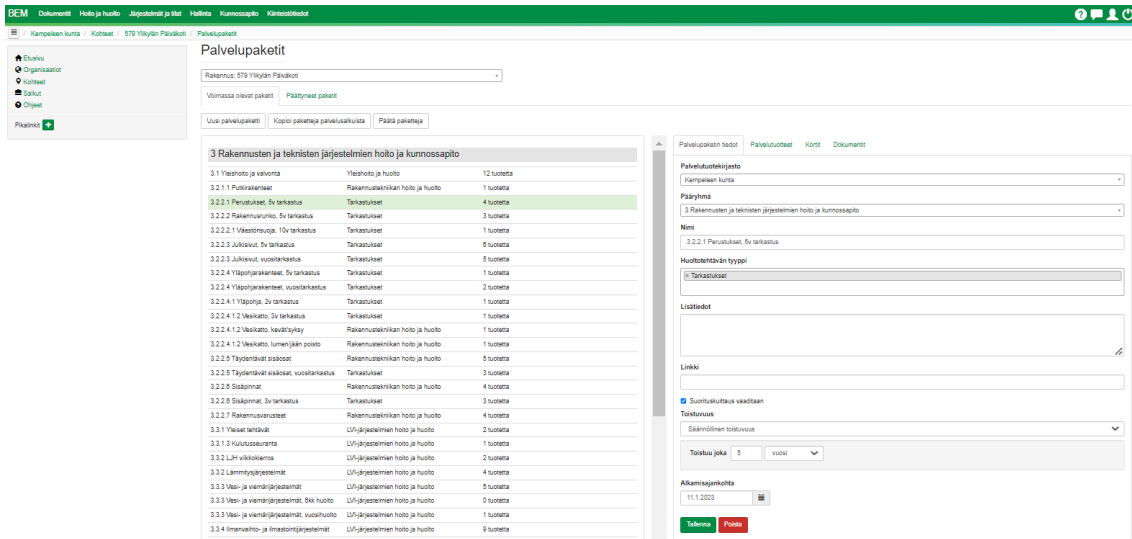 BEM Dokumentit Hoito ja huolto Järjestelmät ja tilat Hallinta Kunnossapito Kiinteistötiedot
/ Kempeleen kunta / Kohteet / 579 Ylikylän Päiväkoti / Palvelupaketit
Etusivu
Organisaatiot
Kohteet
Salkut
Ohjeet
Pikalinkit
Palvelupaketit
Rakennus: 579 Ylikylän Päiväkoti
Voimassa olevat paketit Päättyneet paketit
Uusi palvelupaketti Kopioi paketteja palvelusalkuista Päätä paketteja
3 Rakennusten ja teknisten järjestelmien hoito ja kunnossapito
3.1 Yleishoito ja valvonta Yleishoito ja huolto 12 tuotetta
3.2.1.1 Putkirakenteet Rakennustekniikan hoito ja huolto 1 tuotetta
3.2.2.1 Perustukset, 5v tarkastus Tarkastukset 4 tuotetta
3.2.2.2 Rakennusrunko, 5v tarkastus Tarkastukset 3 tuotetta
3.2.2.2.1 Väestönsuoja, 10v tarkastus Tarkastukset 1 tuotetta
3.2.2.3 Julkisivut, 5v tarkastus Tarkastukset 6 tuotetta
3.2.2.3 Julkisivut, vuositarkastus Tarkastukset 5 tuotetta
3.2.2.4 Yläpohjarakenteet, 5v tarkastus Tarkastukset 1 tuotetta
3.2.2.4 Yläpohjarakenteet, vuositarkastus Tarkastukset 2 tuotetta
3.2.2.4.1 Yläpohja, 2v tarkastus Tarkastukset 1 tuotetta
3.2.2.4.1.2 Vesikatto, 3v tarkastus Tarkastukset 1 tuotetta
3.2.2.4.1.2 Vesikatto, kevät/syksy Rakennustekniikan hoito ja huolto 1 tuotetta
3.2.2.4.1.2 Vesikatto, lumen/jään poisto Rakennustekniikan hoito ja huolto 1 tuotetta
3.2.2.5 Täydentävät sisäosat Rakennustekniikan hoito ja huolto 5 tuotetta
3.2.2.5 Täydentävät sisäosat, vuositarkastus Tarkastukset 3 tuotetta
3.2.2.6 Sisäpinnat Rakennustekniikan hoito ja huolto 4 tuotetta
3.2.2.6 Sisäpinnat, 3v tarkastus Tarkastukset 3 tuotetta
3.2.2.7 Rakennusvarusteet Rakennustekniikan hoito ja huolto 4 tuotetta
3.3.1 Yleiset tehtävät LVI-järjestelmien hoito ja huolto 2 tuotetta
3.3.1.3 Kulutusseuranta LVI-järjestelmien hoito ja huolto 1 tuotetta
3.3.2 LJH viikkokierros LVI-järjestelmien hoito ja huolto 2 tuotetta
3.3.2 Lämmitysjärjestelmät LVI-järjestelmien hoito ja huolto 4 tuotetta
3.3.3 Vesi- ja viemärijärjestelmät LVI-järjestelmien hoito ja huolto 5 tuotetta
3.3.3 Vesi- ja viemärijärjestelmät, 6kk huolto LVI-järjestelmien hoito ja huolto 0 tuotetta
3.3.3 Vesi- ja viemärijärjestelmät, vuosihuolto LVI-järjestelmien hoito ja huolto 1 tuotetta
3.3.4 Ilmanvaihto- ja ilmastointijärjestelmät LVI-järjestelmien hoito ja huolto 9 tuotetta
Palvelupaketin tiedot Palvelutuotteet Kortit Dokumentit
Palvelutuotekirjasto
Kempeleen kunta
Pääryhmä
3 Rakennusten ja teknisten järjestelmien hoito ja kunnossapito
Nimi
3.2.2.1 Perustukset, 5v tarkastus
Huoltotehtävän tyyppi
× Tarkastukset
Lisätiedot
Linkki
Suorituskuittaus vaaditaan
Toistuvuus
Säännöllinen toistuvuus
Toistuu joka 5 vuosi
Alkamisajankohta
11.1.2023
Tallenna Poista